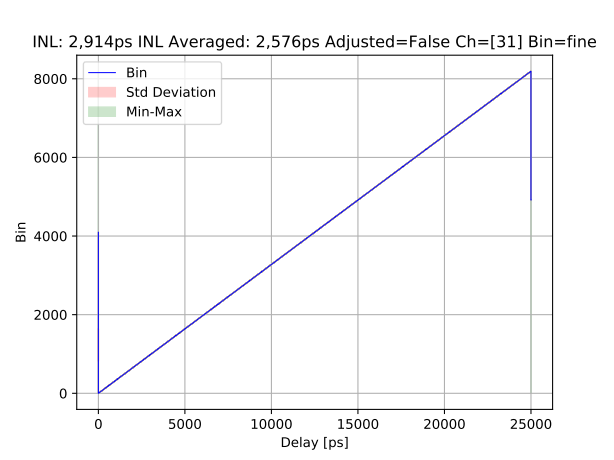 INL: 2,914ps INL Averaged: 2,576ps Adjusted=False Ch=[31] Bin=fine
Bin
Std Deviation
Min-Max
8000
6000
4000
2000
0
Bin
0 5000 10000 15000 20000 25000
Delay [ps]